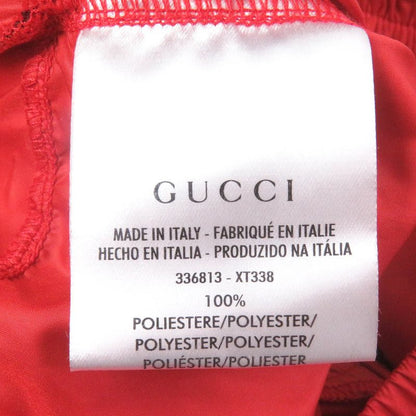 GUCCI
MADE IN ITALY - FABRIQUÉ EN ITALIE
HECHO EN ITALIA - PRODUZIDO NA ITÁLIA
336813 - XT338
100%
POLIESTERE/POLYESTER/
POLYESTER/POLYESTER/
POLIÉSTER/POLIESTER